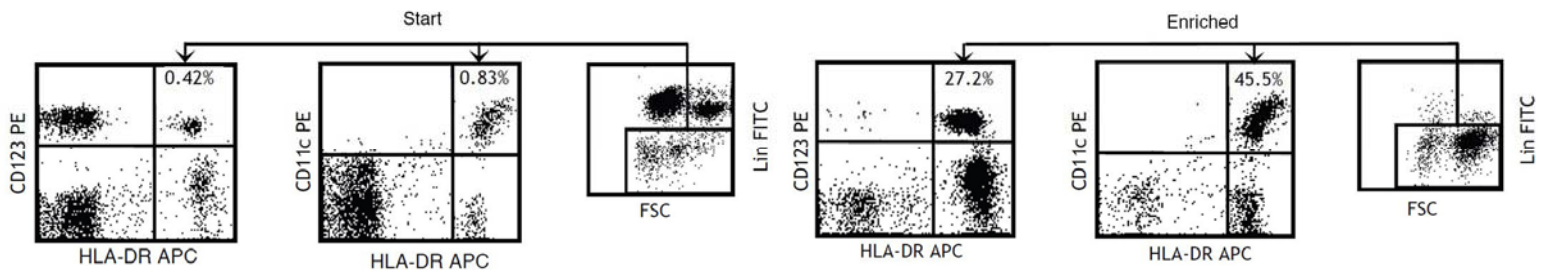 Start
Enriched
0.42%
CD123 PE
HLA-DR APC
0.83%
CD11c PE
HLA-DR APC
Lin FITC
FSC
27.2%
CD123 PE
HLA-DR APC
45.5%
CD11c PE
HLA-DR APC
Lin FITC
FSC